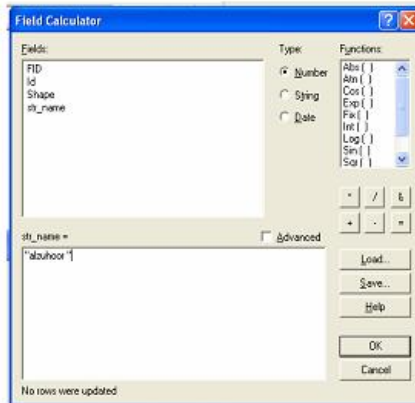 Field Calculator
Fields:
FID
Id
Shape
str_name
Type:
Number
String
Date
Functions:
Abs ( )
Atn ( )
Cos ( )
Exp ( )
Fix ( )
Int ( )
Log ( )
Sin ( )
Sqr ( )
* / &
+ - =
str_name =
Advanced
"alzuhoor "
Load...
Save...
Help
OK
Cancel
No rows were updated